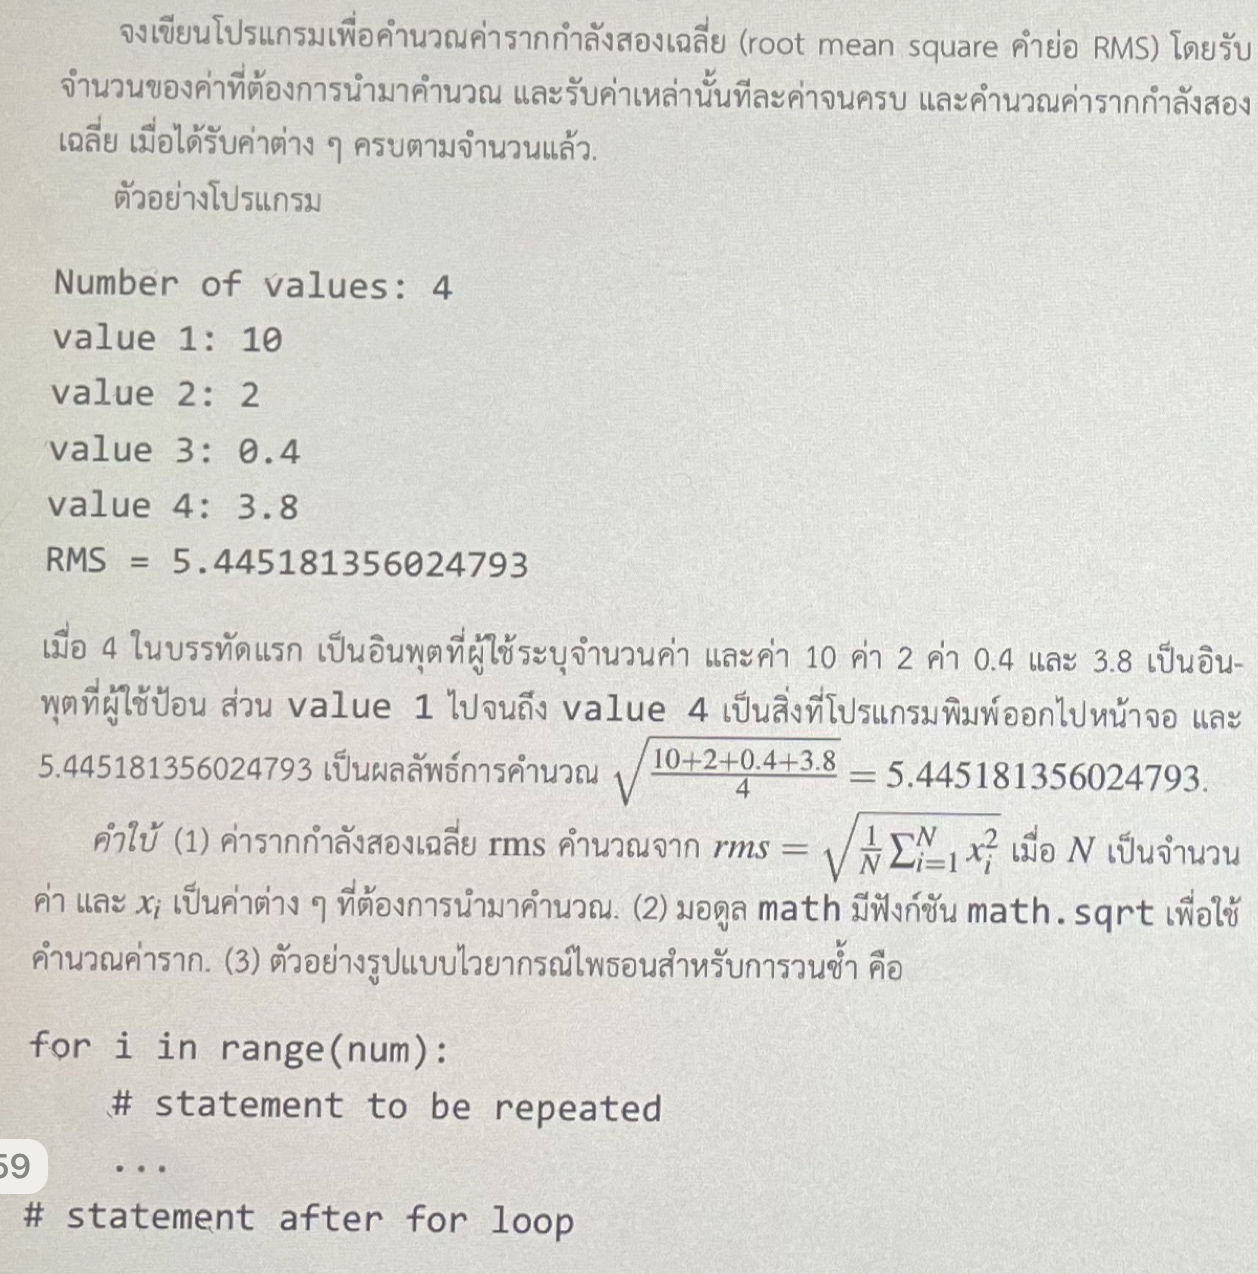 จงเขียนโปรแกรมเพื่อคำนวณค่ารากกำลังสองเฉลี่ย (root mean square คำย่อ RMS) โดยรับ
จำนวนของค่าที่ต้องการนำมาคำนวณ และรับค่าเหล่านั้นทีละค่าจนครบ และคำนวณค่ารากกำลังสอง
เฉลี่ย เมื่อได้รับค่าต่าง ๆ ครบตามจำนวนแล้ว.
ตัวอย่างโปรแกรม
Number of values: 4
value 1: 10
value 2: 2
value 3: 0.4
value 4: 3.8
RMS = 5.445181356024793
เมื่อ 4 ในบรรทัดแรก เป็นอินพุตที่ผู้ใช้ระบุจำนวนค่า และค่า 10 ค่า 2 ค่า 0.4 และ 3.8 เป็นอิน-
พุตที่ผู้ใช้ป้อน ส่วน value 1 ไปจนถึง value 4 เป็นสิ่งที่โปรแกรมพิมพ์ออกไปหน้าจอ และ
5.445181356024793 เป็นผลลัพธ์การคำนวณ √((10+2+0.4+3.8)/4) = 5.445181356024793.
คำใบ้ (1) ค่ารากกำลังสองเฉลี่ย rms คำนวณจาก rms = √(1/N ∑_{i=1}^{N} x_i^2) เมื่อ N เป็นจำนวน
ค่า และ x_i เป็นค่าต่าง ๆ ที่ต้องการนำมาคำนวณ. (2) มอดูล math มีฟังก์ชัน math.sqrt เพื่อใช้
คำนวณค่าราก. (3) ตัวอย่างรูปแบบไวยากรณ์ไพธอนสำหรับการวนซ้ำ คือ
for i in range(num):
# statement to be repeated
...
59
# statement after for loop